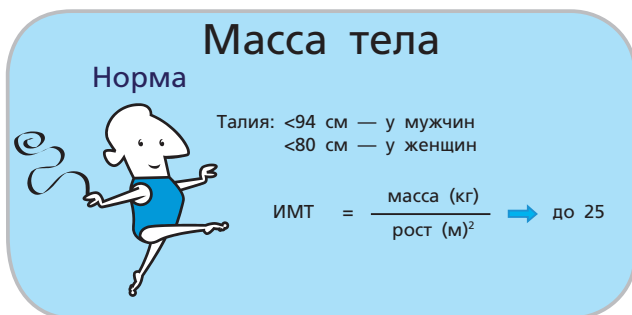 Масса тела
Норма
Талия: <94 см — у мужчин
<80 см — у женщин
ИМТ = масса (кг) до 25
рост (м)²